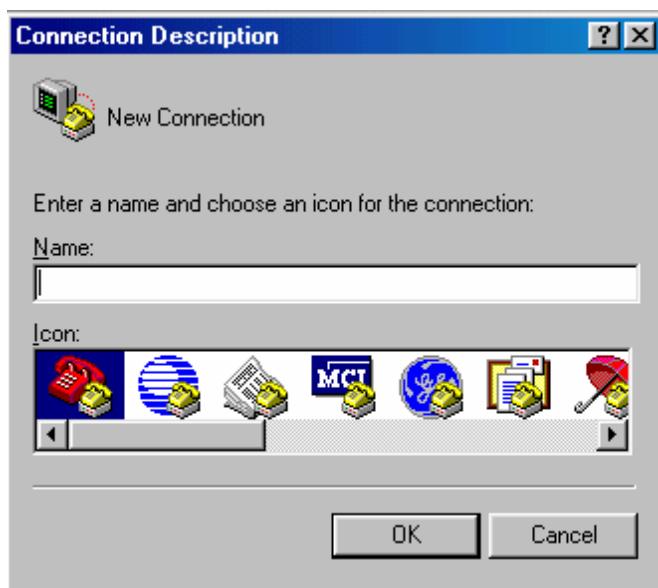 Connection Description
New Connection
Enter a name and choose an icon for the connection:
Name:
Icon:
MCI
OK Cancel